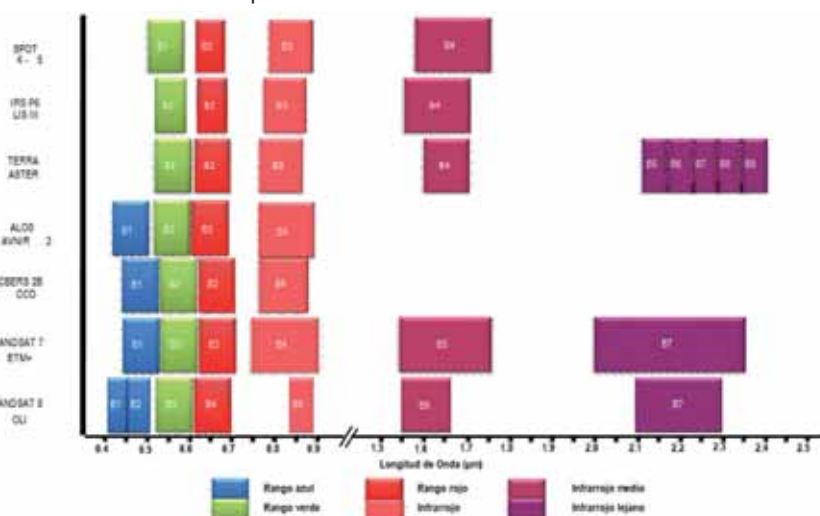 SPOT
4 - 5
B1 B2 B3 B4
IRS P6
LIS III
B2 B3 B4
TERRA
ASTER
B1 B2 B3 B4 B5 B6 B7 B8 B9
ALOS
AVNIR 2
B1 B2 B3 B4
CBERS 2B
CCD
B1 B2 B3 B4
ANDSAT 7
ETM+
B1 B2 B3 B4 B5 B7
ANDSAT 8
OLI
B1 B2 B3 B4 B5 B6 B7
0.4 0.5 0.6 0.7 0.8 0.9 1.5 1.6 1.7 1.8 1.9 2.0 2.1 2.2 2.3 2.4 2.5
Longitud de Onda (µm)
Rango azul Rango rojo Infrarrojo medio
Rango verde Infrarrojo Infrarrojo lejano